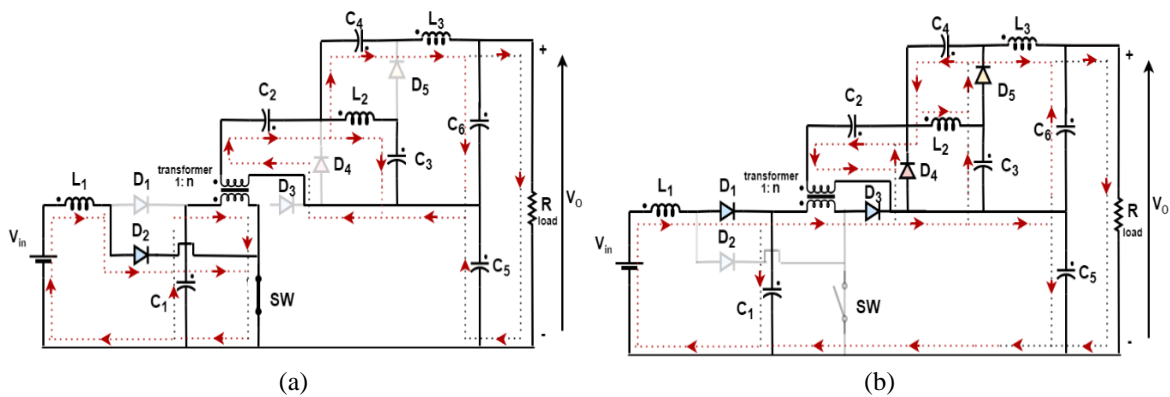 C4 L3
+
D5
C2 L2
C6
transformer
1: n
D4 C3
L1 D1 D3
R
load
VO
Vin
D2
C1 SW C5
-
(a)
C4 L3
+
D5
C2
L2
C6
transformer
1: n
D4 C3
L1 D1 D3
R
load
VO
Vin
D2
C1 SW C5
-
(b)